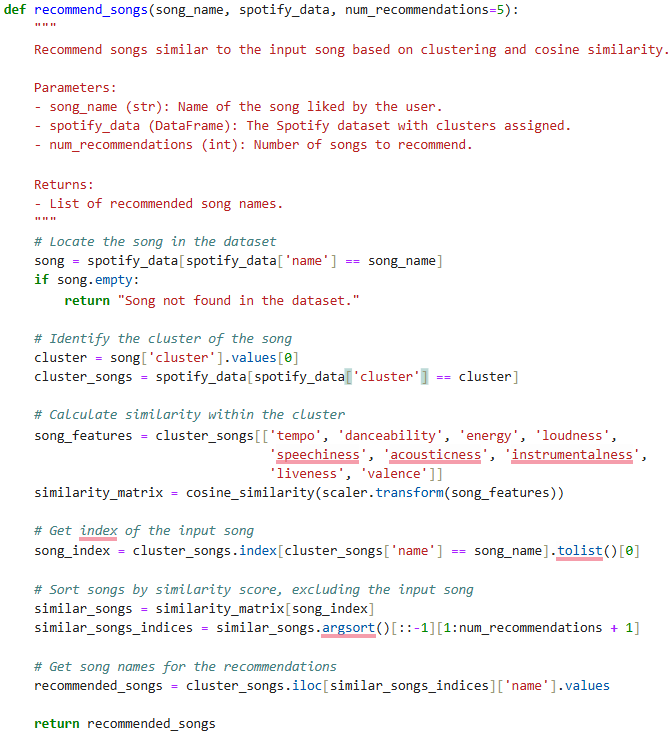 def recommend_songs(song_name, spotify_data, num_recommendations=5):
    """
    Recommend songs similar to the input song based on clustering and cosine similarity.

    Parameters:
    - song_name (str): Name of the song liked by the user.
    - spotify_data (DataFrame): The Spotify dataset with clusters assigned.
    - num_recommendations (int): Number of songs to recommend.

    Returns:
    - List of recommended song names.
    """
    # Locate the song in the dataset
    song = spotify_data[spotify_data['name'] == song_name]
    if song.empty:
        return "Song not found in the dataset."

    # Identify the cluster of the song
    cluster = song['cluster'].values[0]
    cluster_songs = spotify_data[spotify_data['cluster'] == cluster]

    # Calculate similarity within the cluster
    song_features = cluster_songs[['tempo', 'danceability', 'energy', 'loudness',
                                   'speechiness', 'acousticness', 'instrumentalness',
                                   'liveness', 'valence']]
    similarity_matrix = cosine_similarity(scaler.transform(song_features))

    # Get index of the input song
    song_index = cluster_songs.index[cluster_songs['name'] == song_name].tolist()[0]

    # Sort songs by similarity score, excluding the input song
    similar_songs = similarity_matrix[song_index]
    similar_songs_indices = similar_songs.argsort()[::-1][1:num_recommendations + 1]

    # Get song names for the recommendations
    recommended_songs = cluster_songs.iloc[similar_songs_indices]['name'].values

    return recommended_songs